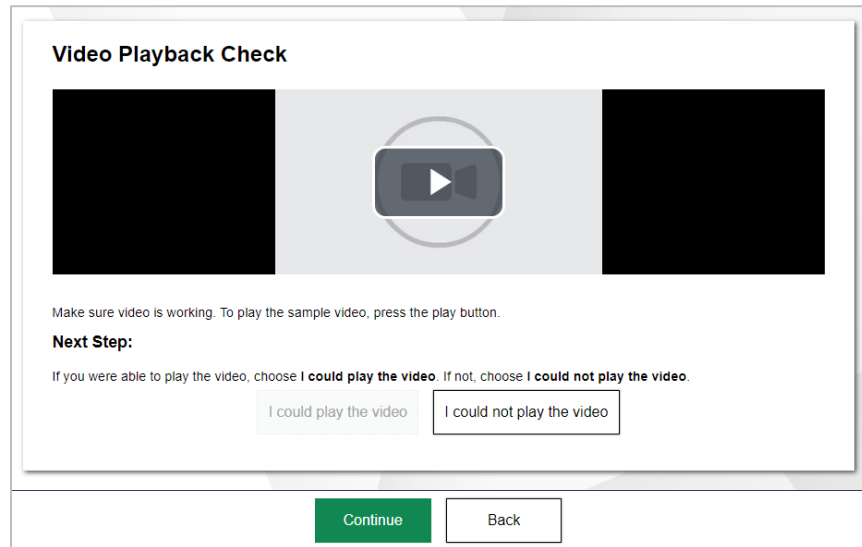 Video Playback Check
Make sure video is working. To play the sample video, press the play button.
Next Step:
If you were able to play the video, choose I could play the video. If not, choose I could not play the video.
I could play the video
I could not play the video
Continue
Back